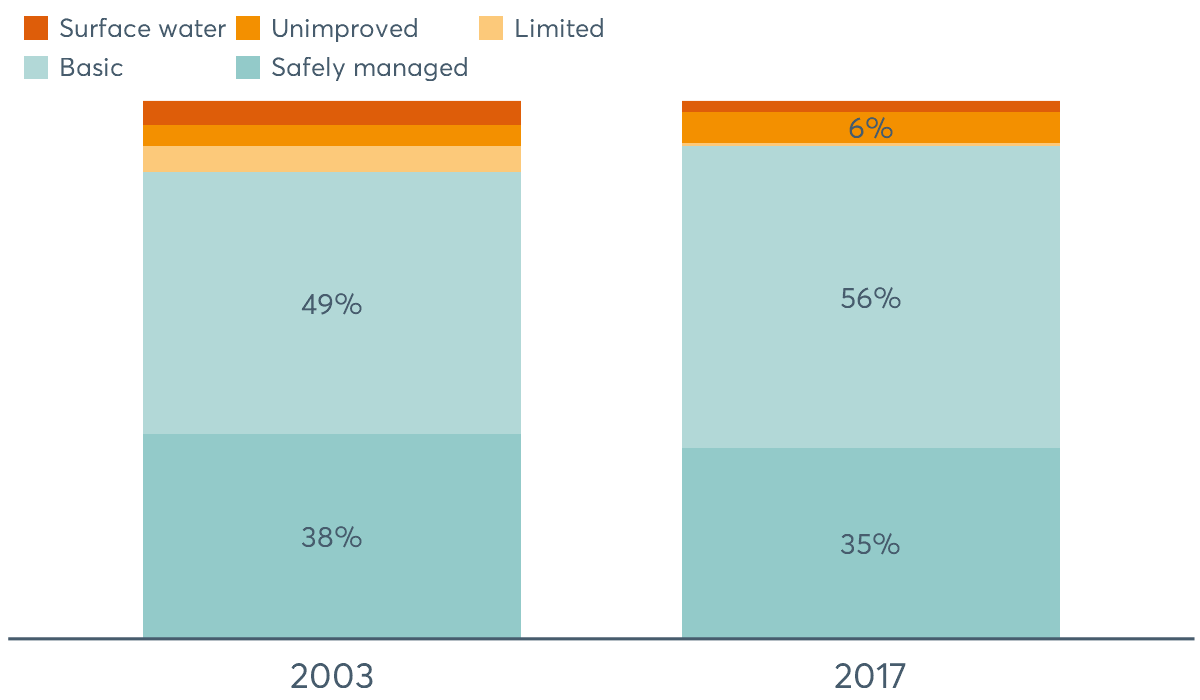 Surface water Unimproved Limited
Basic Safely managed
6%
49% 56%
38% 35%
2003 2017